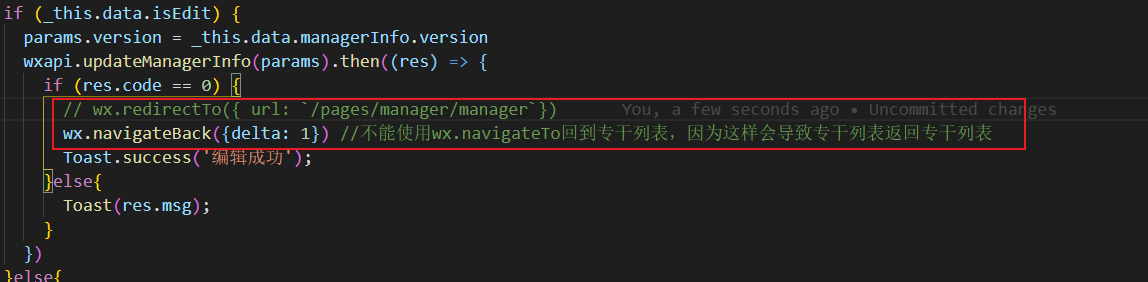 if (_this.data.isEdit) {
params.version = _this.data.managerInfo.version
wxapi.updateManagerInfo(params).then((res) => {
if (res.code == 0) {
// wx.redirectTo({ url: `/pages/manager/manager`}) You, a few seconds ago • Uncommitted changes
wx.navigateBack({delta: 1}) //不能使用wx.navigateTo回到专干列表，因为这样会导致专干列表返回专干列表
Toast.success('编辑成功');
}else{
Toast(res.msg);
}
})
}else{